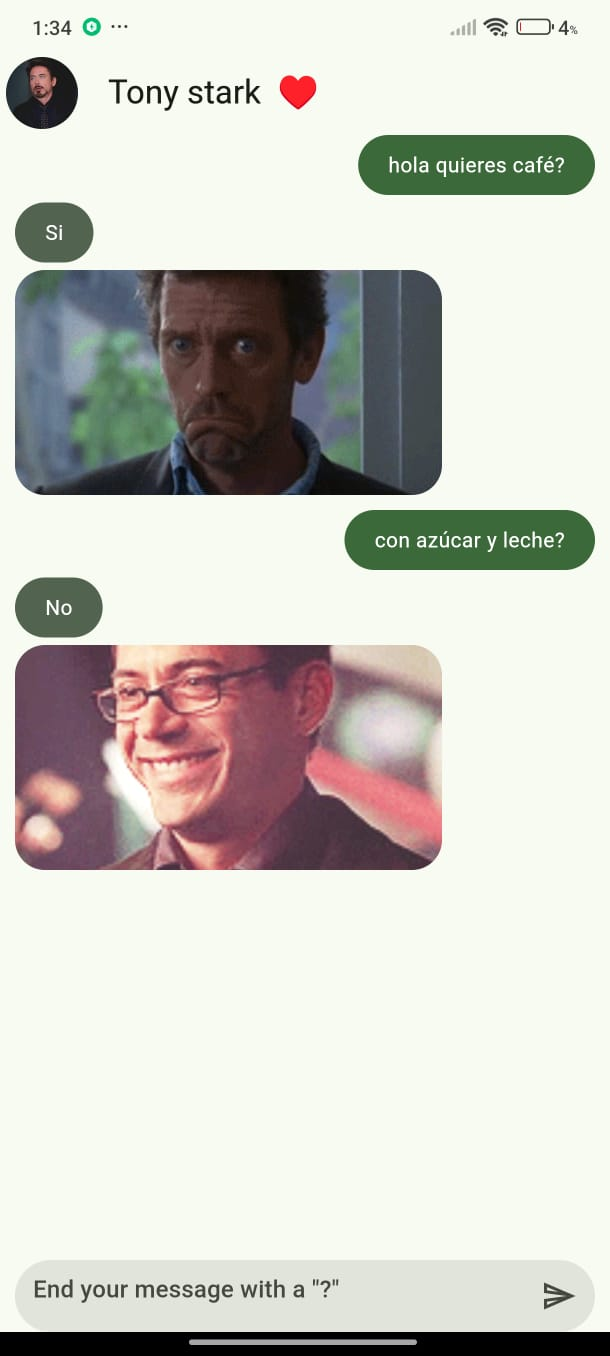 1:34 ... 4%
Tony stark ❤️
hola quieres café?
Si
con azúcar y leche?
No
End your message with a "?"